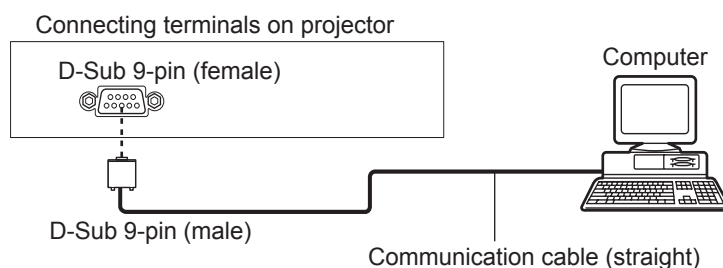 Connecting terminals on projector
D-Sub 9-pin (female)
Computer
D-Sub 9-pin (male)
Communication cable (straight)